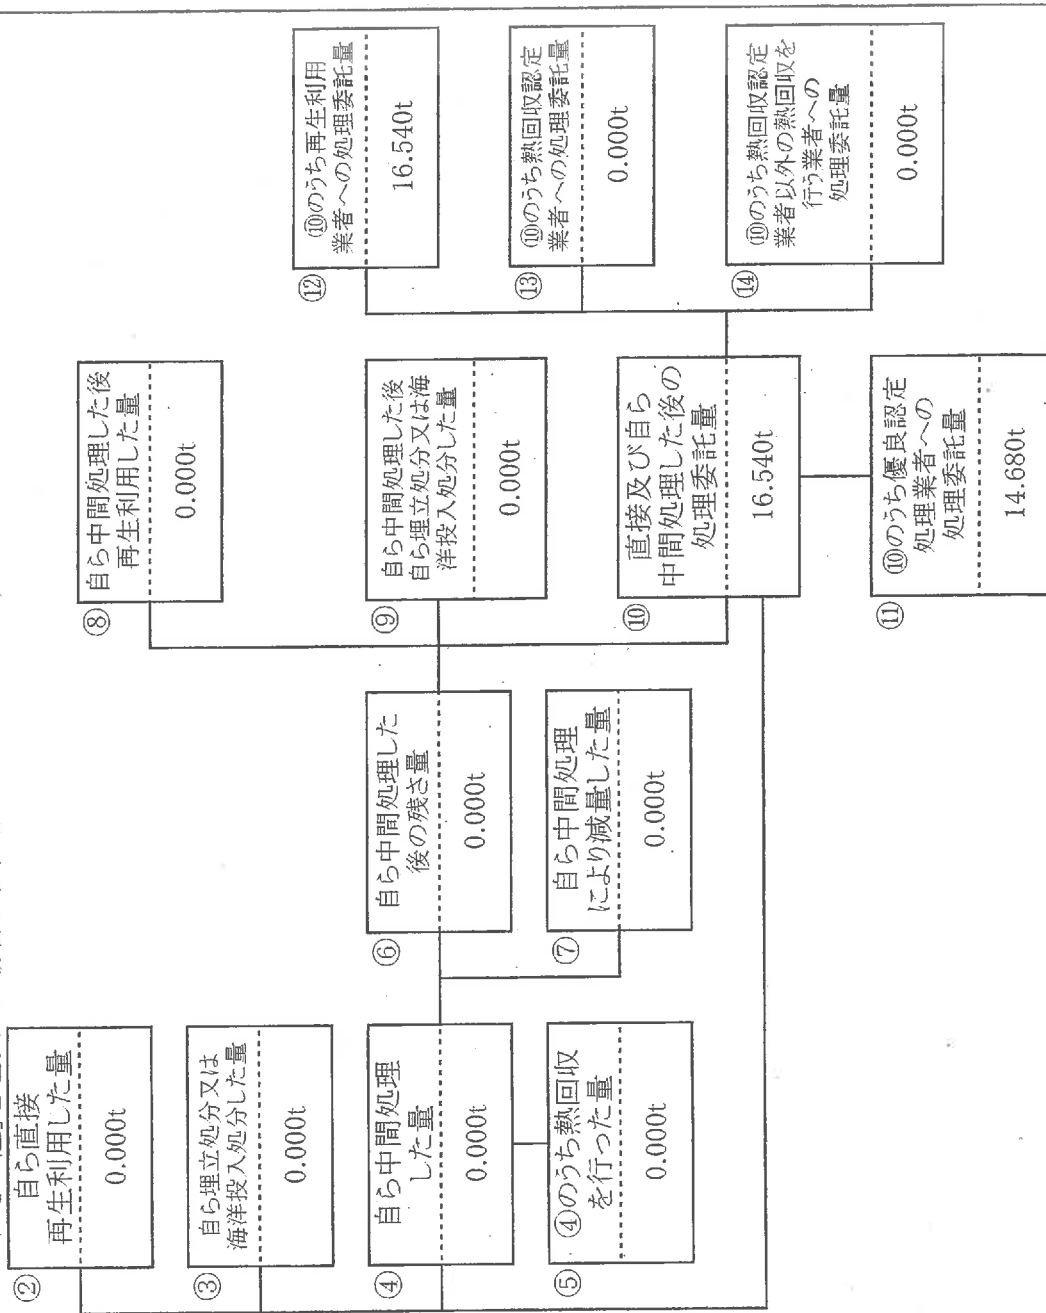 ②
自ら直接
再生利用した量
0.000t
③
自ら埋立処分又は
海洋投入処分した量
0.000t
④
自ら中間処理
した量
0.000t
⑤
④のうち熱回収
を行った量
0.000t
⑥
自ら中間処理した
後の残さ量
0.000t
⑦
自ら中間処理
により減量した量
0.000t
⑧
自ら中間処理した後
再生利用した量
0.000t
⑨
自ら中間処理した後
自ら埋立処分又は海
洋投入処分した量
0.000t
⑩
直接及び自ら
中間処理した後の
処理委託量
16.540t
⑪
⑩のうち優良認定
処理業者への
処理委託量
14.680t
⑫
⑩のうち再生利用
業者への処理委託量
16.540t
⑬
⑩のうち熱回収認定
業者への処理委託量
0.000t
⑭
⑩のうち熱回収認定
業者以外の熱回収を
行う業者への
処理委託量
0.000t